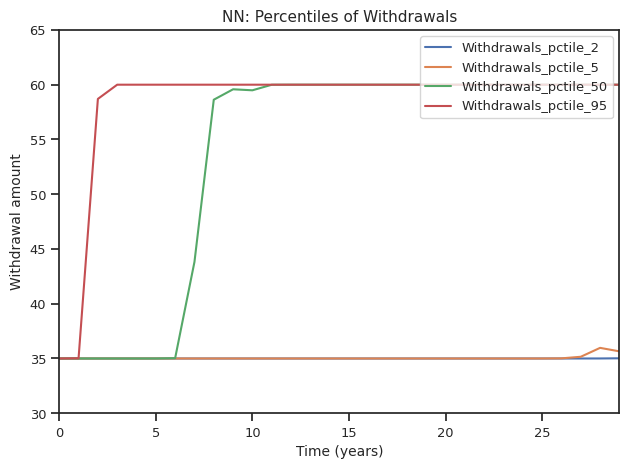 NN: Percentiles of Withdrawals
65
60
55
50
45
40
35
30
Withdrawal amount
Withdrawals_pctile_2
Withdrawals_pctile_5
Withdrawals_pctile_50
Withdrawals_pctile_95
0 5 10 15 20 25
Time (years)